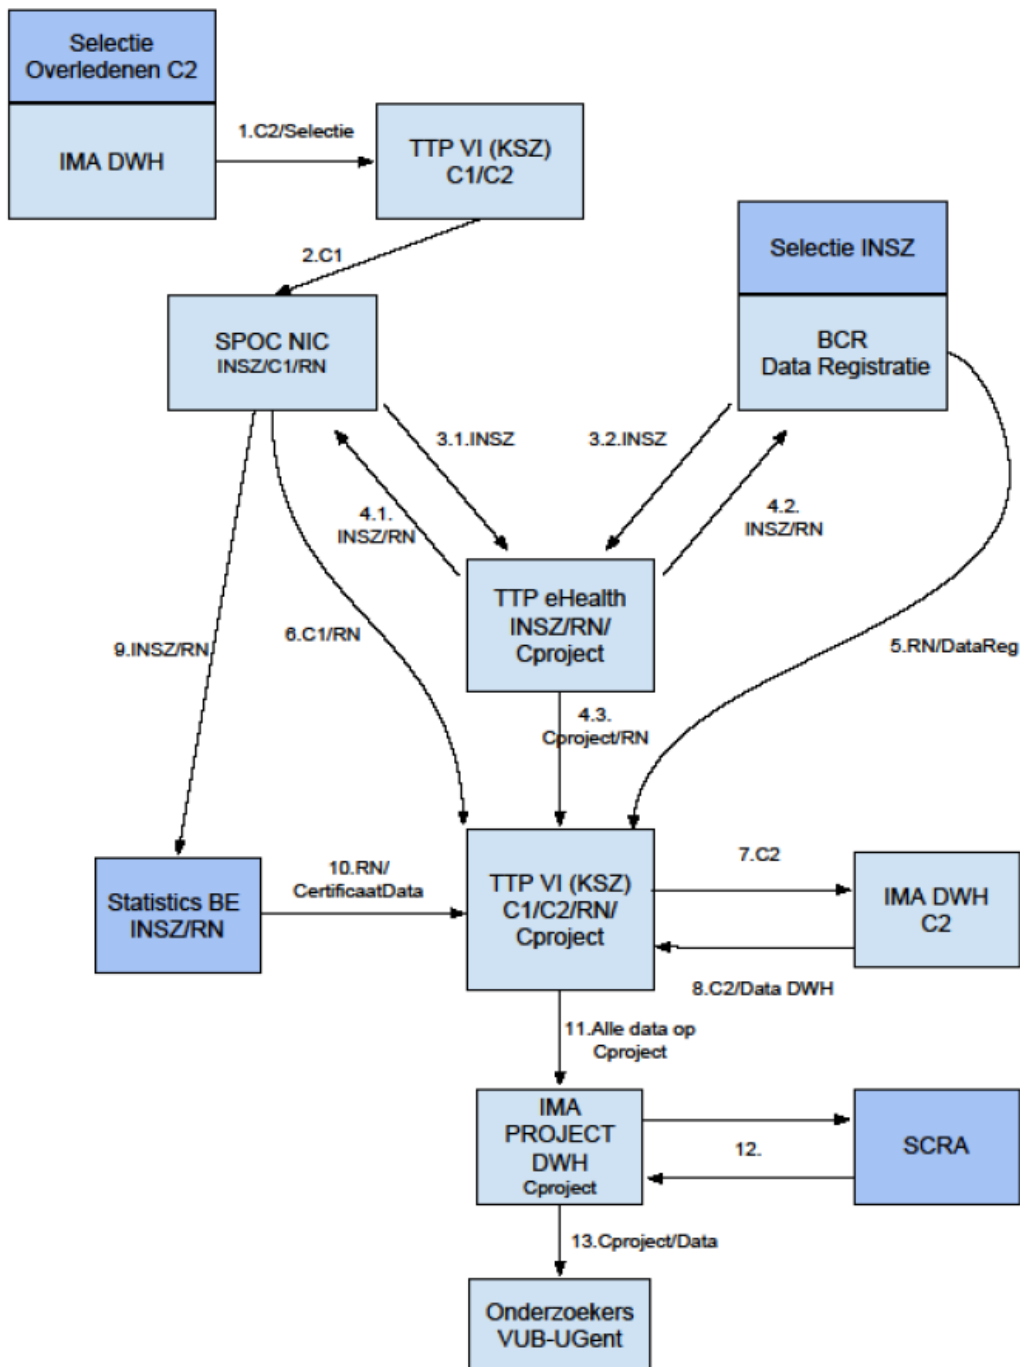 Selectie
Overledenen C2
IMA DWH
1.C2/Selectie
TTP VI (KSZ)
C1/C2
2.C1
Selectie INSZ
SPOC NIC
INSZ/C1/RN
BCR
Data Registratie
3.1.INSZ
3.2.INSZ
4.1.
INSZ/RN
4.2.
INSZ/RN
TTP eHealth
INSZ/RN/
Cproject
9.INSZ/RN
6.C1/RN
5.RN/DataReg
4.3.
Cproject/RN
10.RN/
CertificaatData
Statistics BE
INSZ/RN
TTP VI (KSZ)
C1/C2/RN/
Cproject
7.C2
IMA DWH
C2
8.C2/Data DWH
11.Alle data op
Cproject
IMA
PROJECT
DWH
Cproject
12.
SCRA
13.Cproject/Data
Onderzoekers
VUB-UGent